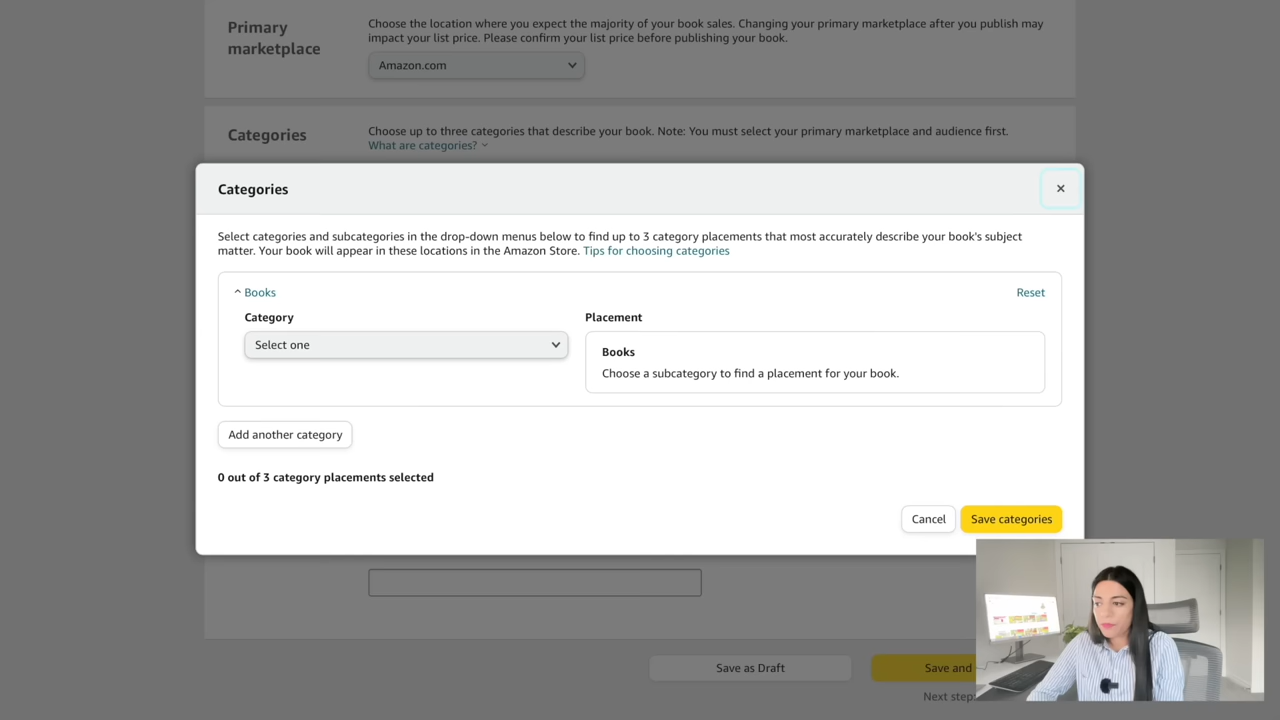 Primary
marketplace
Choose the location where you expect the majority of your book sales. Changing your primary marketplace after you publish may
impact your list price. Please confirm your list price before publishing your book.
Amazon.com
Categories
Choose up to three categories that describe your book. Note: You must select your primary marketplace and audience first.
What are categories?
Categories
Select categories and subcategories in the drop-down menus below to find up to 3 category placements that most accurately describe your book's subject
matter. Your book will appear in these locations in the Amazon Store. Tips for choosing categories
Books
Reset
Category
Placement
Select one
Books
Choose a subcategory to find a placement for your book.
Add another category
0 out of 3 category placements selected
Cancel
Save categories
Save as Draft
Save and
Next step: